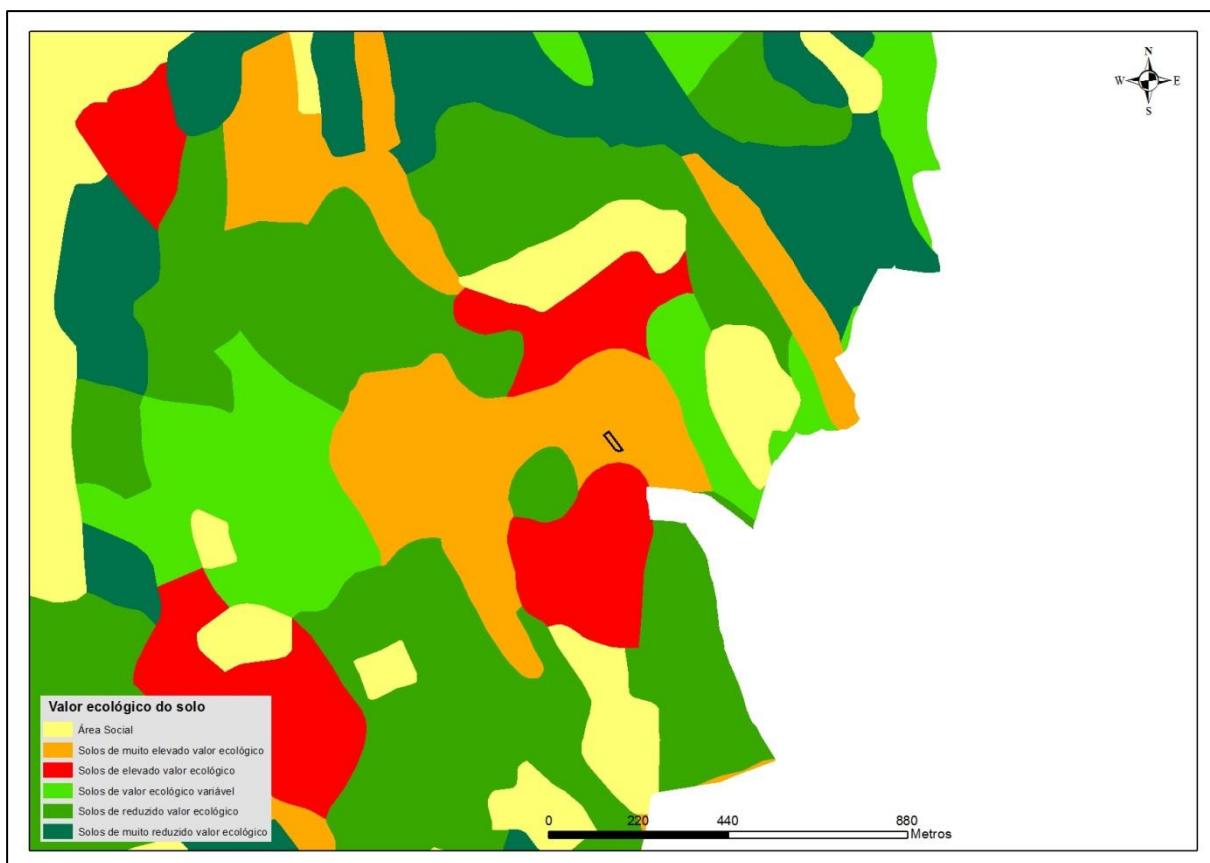 N
W E
S
Valor ecológico do solo
Área Social
Solos de muito elevado valor ecológico
Solos de elevado valor ecológico
Solos de valor ecológico variável
Solos de reduzido valor ecológico
Solos de muito reduzido valor ecológico
0 220 440 880
Metros